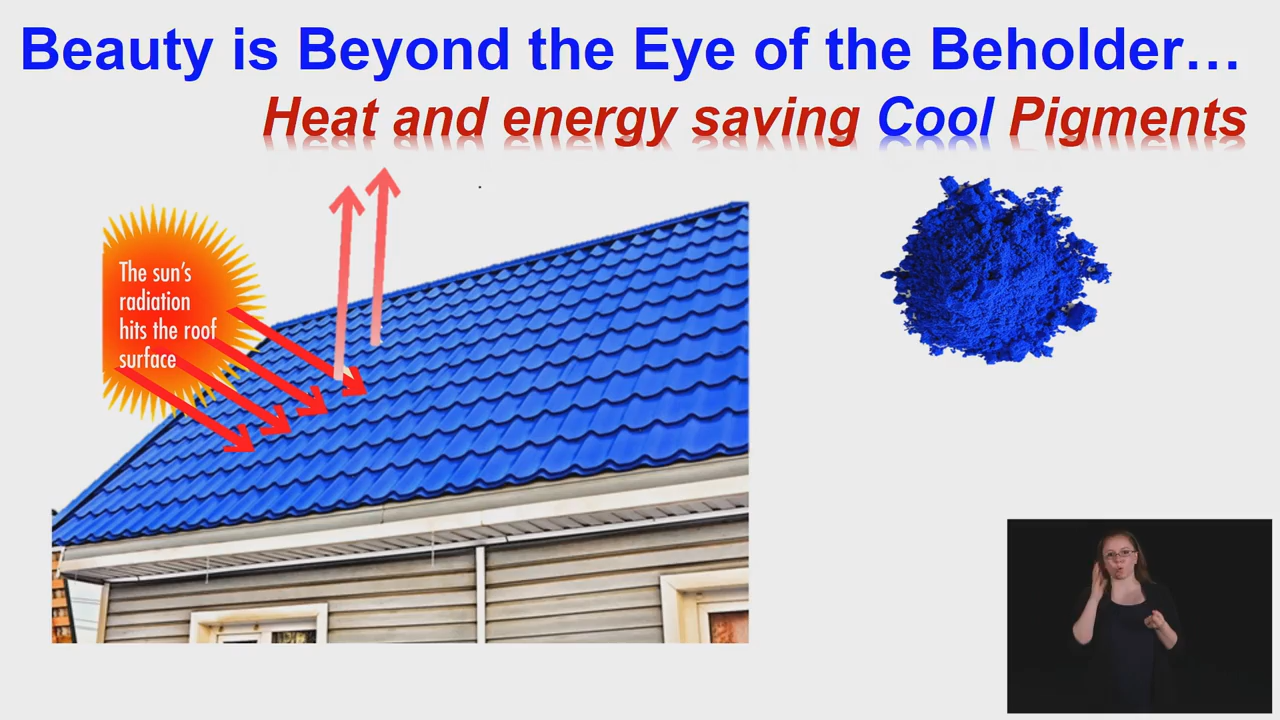 Beauty is Beyond the Eye of the Beholder…
Heat and energy saving Cool Pigments
The sun's
radiation
hits the roof
surface